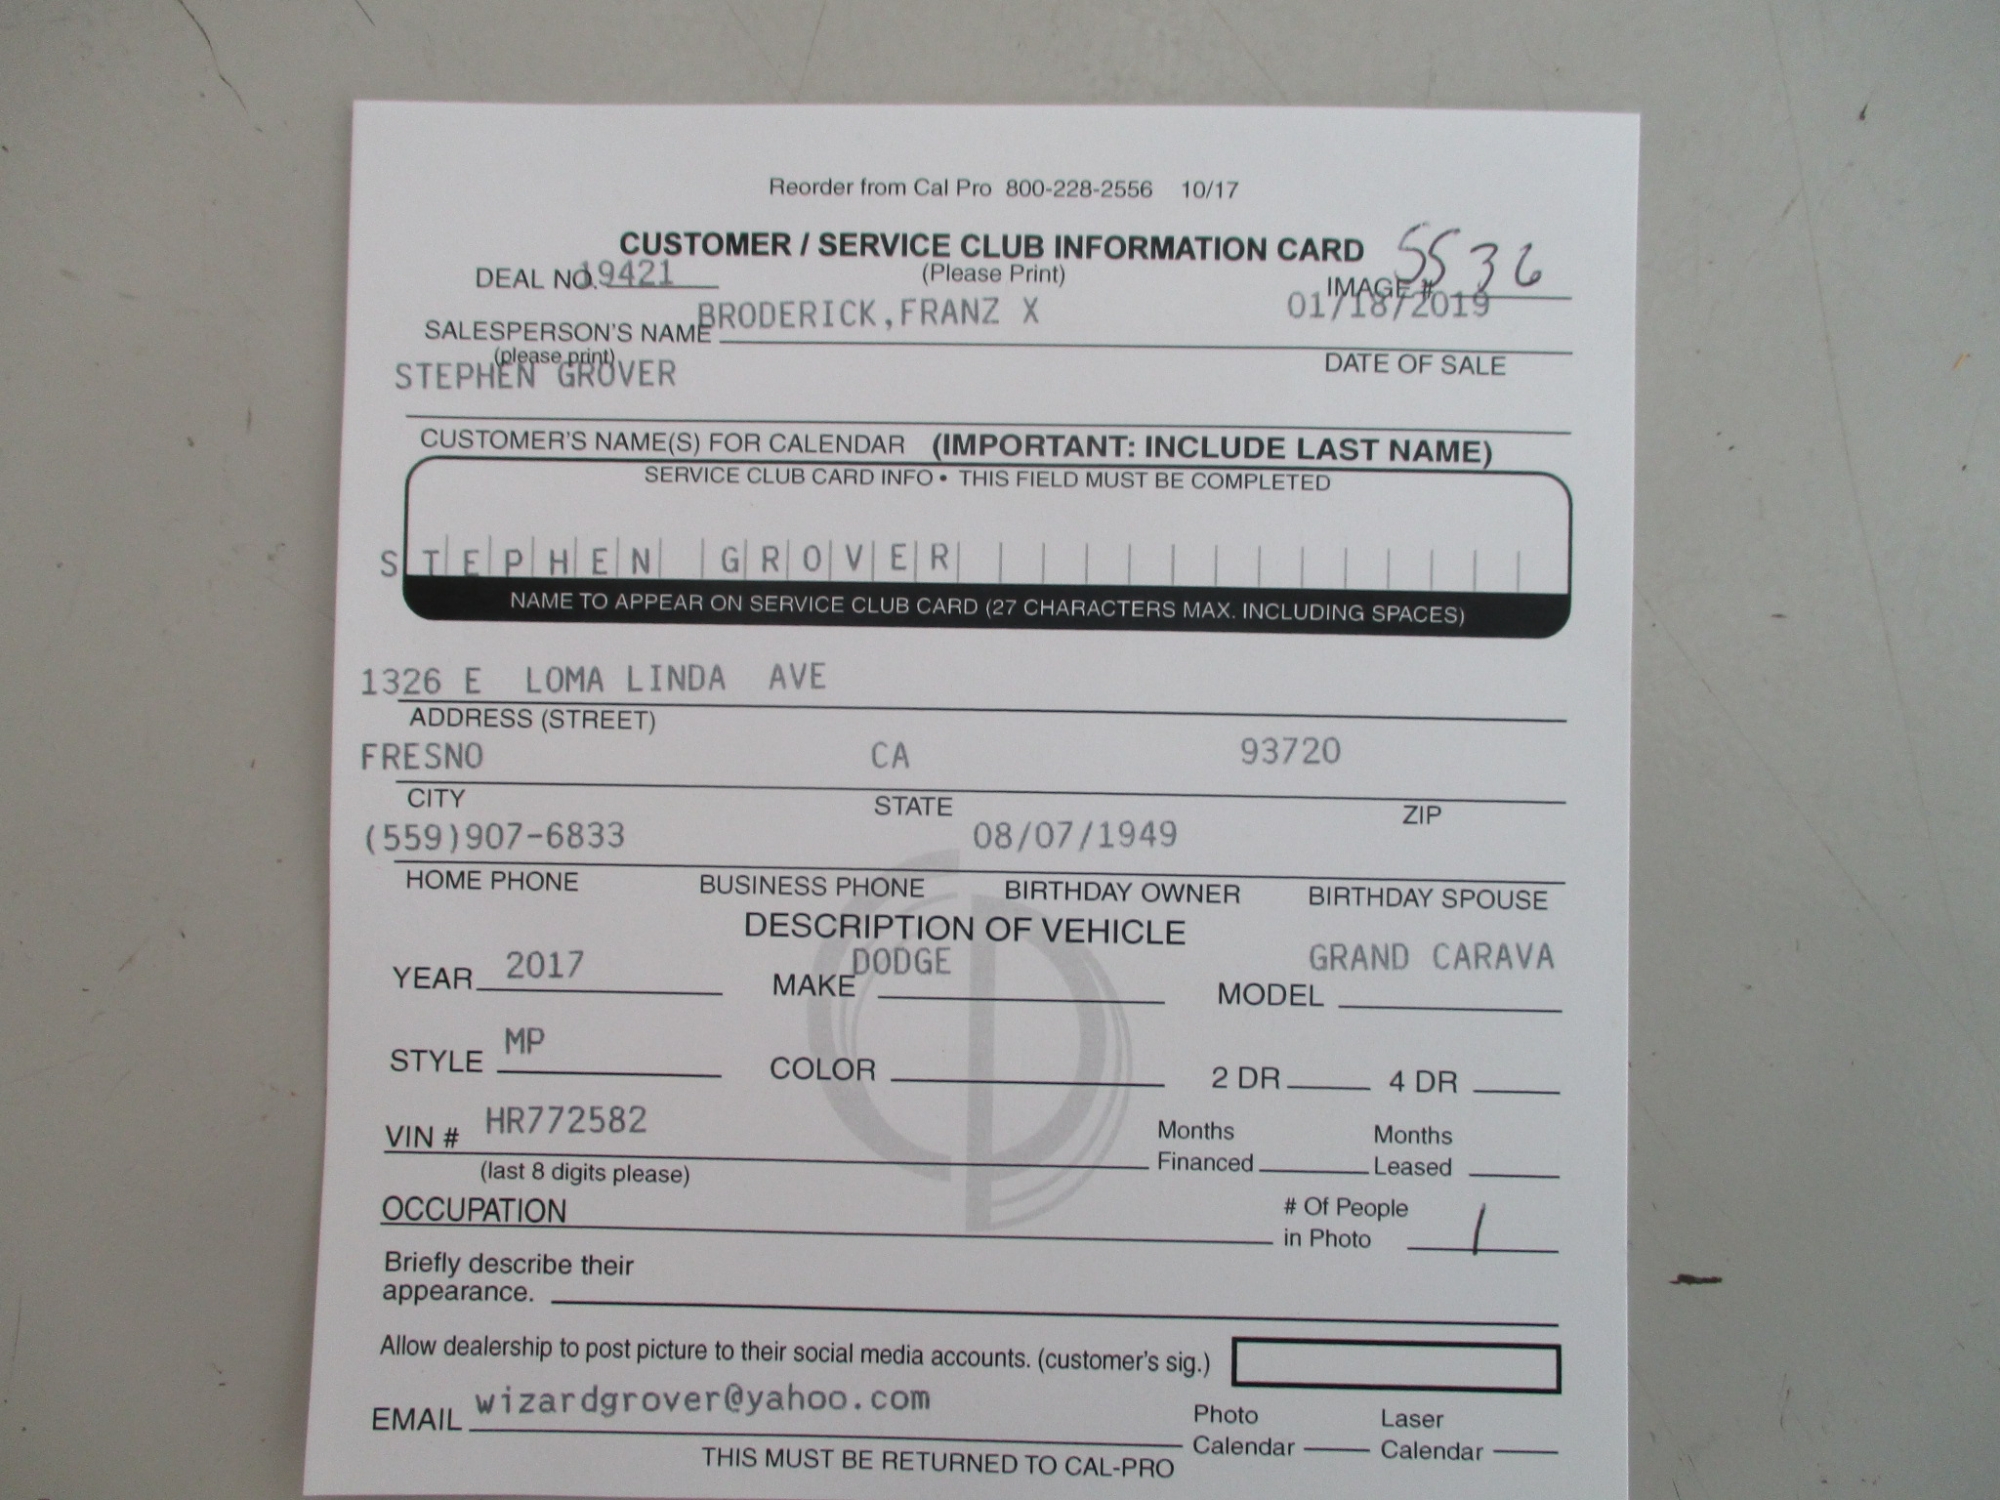 Reorder from Cal Pro 800-228-2556 10/17
CUSTOMER / SERVICE CLUB INFORMATION CARD
DEAL NO. 19421 (Please Print) IMAGE # 5536
SALESPERSON'S NAME BRODERICK,FRANZ X 01/18/2019
(please print) DATE OF SALE
STEPHEN GROVER
CUSTOMER'S NAME(S) FOR CALENDAR (IMPORTANT: INCLUDE LAST NAME)
SERVICE CLUB CARD INFO • THIS FIELD MUST BE COMPLETED
STEPHEN GROVER
NAME TO APPEAR ON SERVICE CLUB CARD (27 CHARACTERS MAX. INCLUDING SPACES)
1326 E LOMA LINDA AVE
ADDRESS (STREET)
FRESNO CA 93720
CITY STATE ZIP
(559)907-6833 08/07/1949
HOME PHONE BUSINESS PHONE BIRTHDAY OWNER BIRTHDAY SPOUSE
DESCRIPTION OF VEHICLE
YEAR 2017 MAKE DODGE MODEL GRAND CARAVA
STYLE MP COLOR 2 DR 4 DR
VIN # HR772582 Months Financed Months Leased
(last 8 digits please)
OCCUPATION # Of People in Photo 1
Briefly describe their
appearance.
Allow dealership to post picture to their social media accounts. (customer's sig.)
EMAIL wizardgrover@yahoo.com Photo Calendar Laser Calendar
THIS MUST BE RETURNED TO CAL-PRO